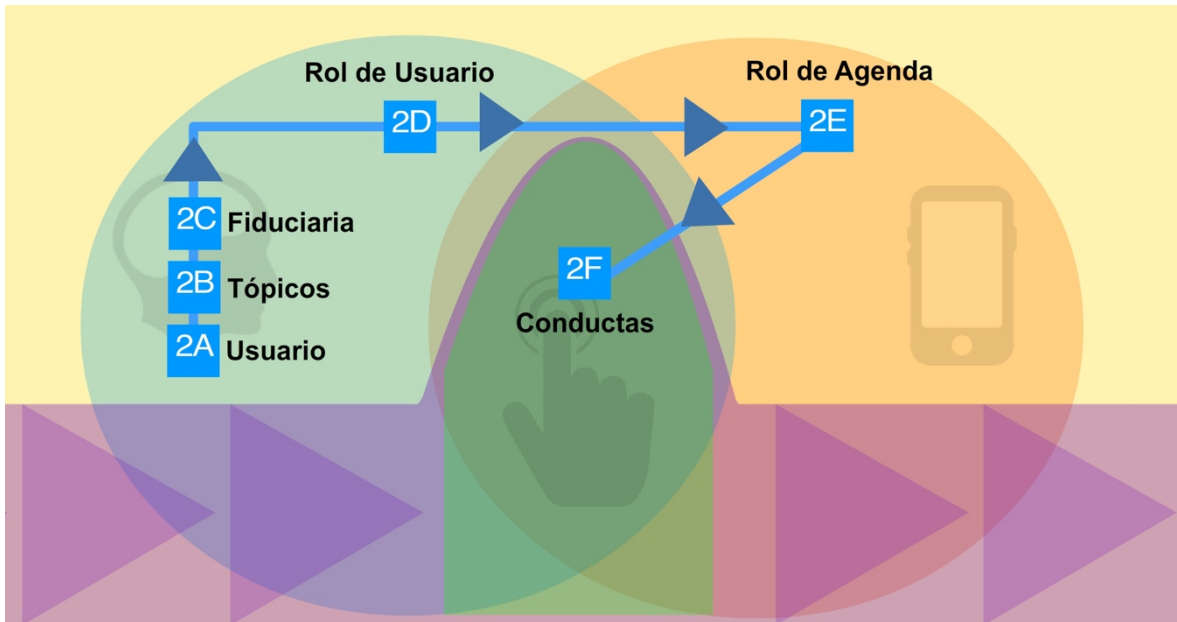 Rol de Usuario
Rol de Agenda
2D
2E
2C Fiduciaria
2B Tópicos
2A Usuario
2F
Conductas